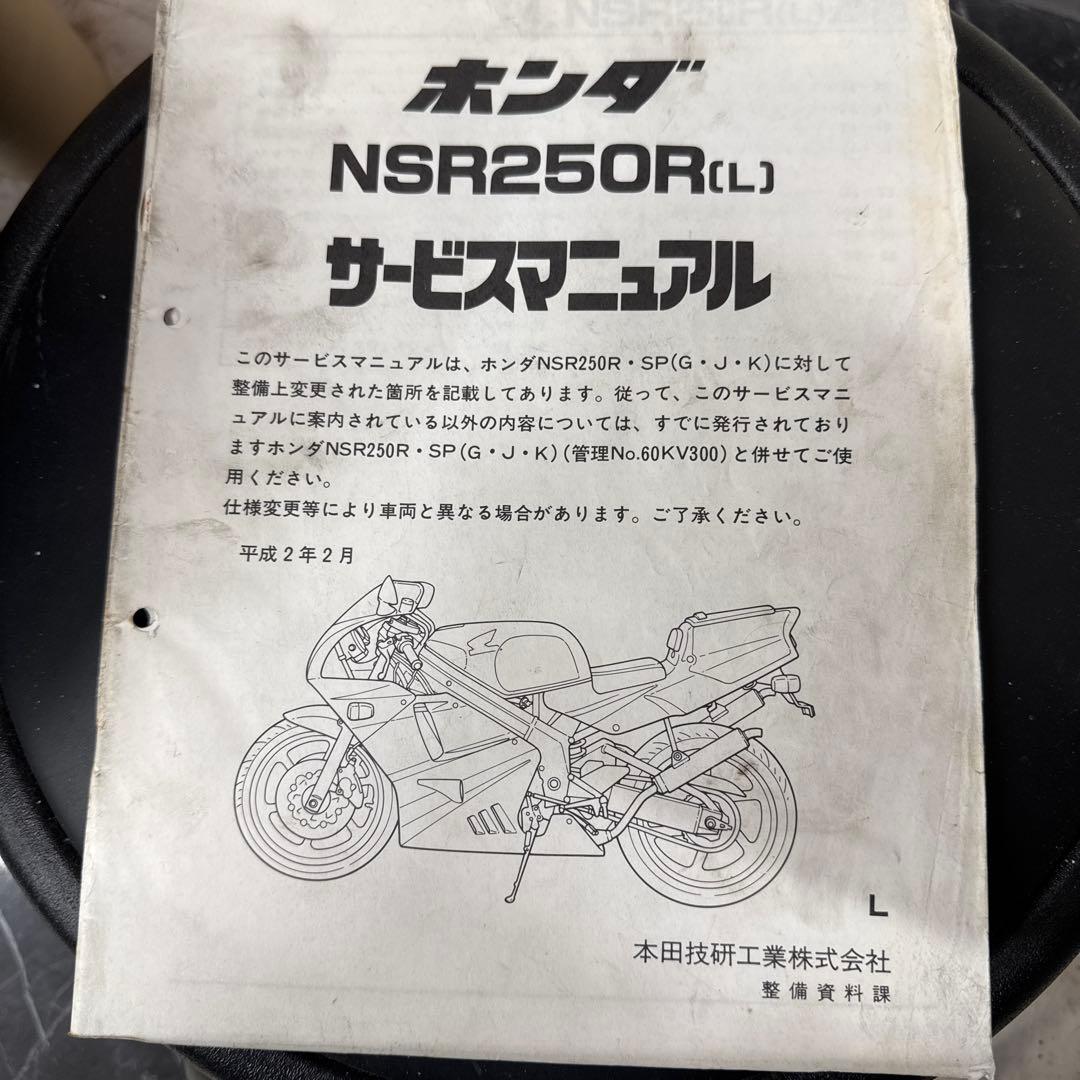 ホンダ
NSR250R〔L〕
サービスマニュアル
このサービスマニュアルは、ホンダNSR250R・SP(G・J・K)に対して
整備上変更された箇所を記載してあります。従って、このサービスマニ
ュアルに案内されている以外の内容については、すでに発行されており
ますホンダNSR250R・SP(G・J・K)(管理No.60KV300)と併せてご使
用ください。
仕様変更等により車両と異なる場合があります。ご了承ください。
平成2年2月
L
本田技研工業株式会社
整備資料課